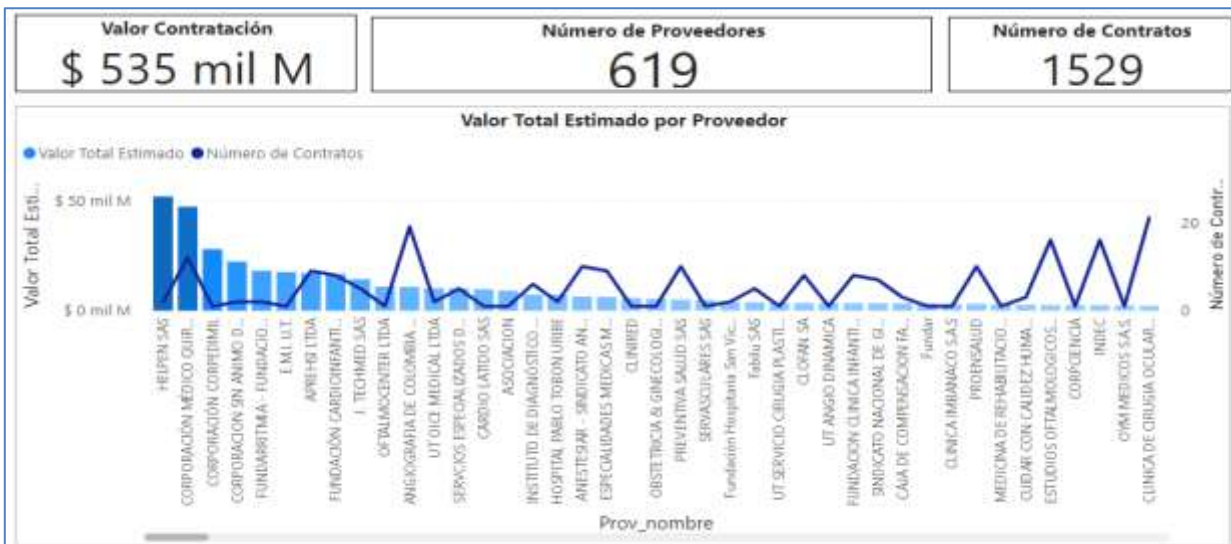 Valor Contratación
$ 535 mil M
Número de Proveedores
619
Número de Contratos
1529
Valor Total Estimado por Proveedor
Valor Total Estimado
Número de Contratos
Valor Total Esti...
$ 50 mil M
$ 0 mil M
20
0
Número de Contr...
HELPEN SAS
CORPORACIÓN MÉDICO QUIR...
CORPORACIÓN CORPEDIMIL
CORPORACION SIN ANIMO D...
FUNDARRITMIA - FUNDACIO...
E.M.I. U.T.
APREHSI LTDA
FUNDACIÓN CARDIOINFANTI...
J. TECHMED SAS
OFTALMOCENTER LTDA
ANGIOGRAFIA DE COLOMBIA ...
UT OICE MEDICAL LTDA
SERVICIOS ESPECIALIZADOS D...
CARDIO LATIDO SAS
ASOCIACION
INSTITUTO DE DIAGNÓSTICO ...
HOSPITAL PABLO TOBON URIBE
ANESTESIAR - SINDICATO AN...
ESPECIALIDADES MEDICAS M...
CLINIRED
OBSTETRICIA & GINECOLOGI...
PREVENTIVA SALUD SAS
SERVASCULARES SAS
Fundación Hospitalaria San Vic...
Fabilu SAS
UT SERVICIO CIRUGIA PLASTI...
CLOFAN SA
UT ANGIO DINAMICA
FUNDACION CLINICA INFANTI...
SINDICATO NACIONAL DE GI...
CAJA DE COMPENSACION FA...
Fundar
CLINICA IMBANACO S.A.S
PROENSALUD
MEDICINA DE REHABILITACIO...
CUIDAR CON CALIDEZ HUMA...
ESTUDIOS OFTALMOLOGICOS...
CORPCIENCIA
INDEC
OYM MEDICOS S.A.S.
CLINICA DE CIRUGIA OCULAR...
Prov_nombre